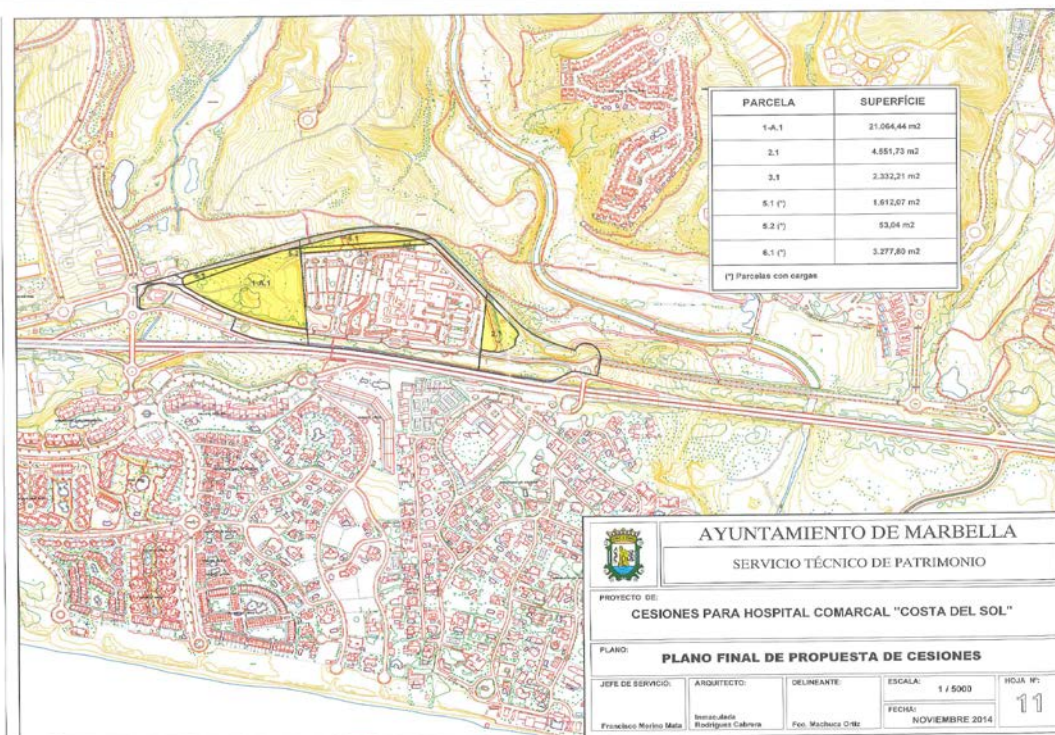 PARCELA SUPERFÍCIE
1-A.1 21.064,44 m2
2.1 4.551,73 m2
3.1 2.332,21 m2
5.1 (*) 1.612,07 m2
5.2 (*) 53,04 m2
6.1 (*) 3.277,80 m2
(*) Parcelas con cargas
1-A.1
AYUNTAMIENTO DE MARBELLA
SERVICIO TÉCNICO DE PATRIMONIO
PROYECTO DE:
CESIONES PARA HOSPITAL COMARCAL "COSTA DEL SOL"
PLANO:
PLANO FINAL DE PROPUESTA DE CESIONES
JEFE DE SERVICIO:
Francisco Merino Mata
ARQUITECTO:
Inmaculada
Rodríguez Cabrera
DELINEANTE:
Fco. Machuca Ortiz
ESCALA:
1 / 5000
FECHA:
NOVIEMBRE 2014
HOJA Nº:
11